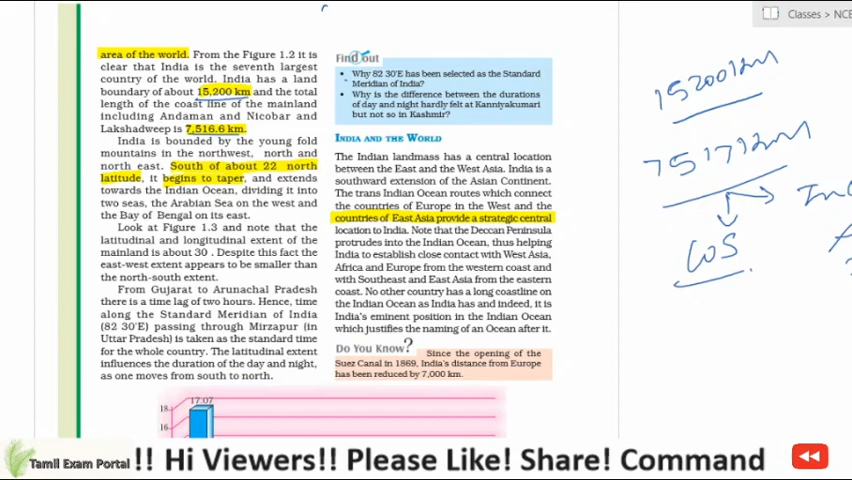 Classes > NCE
area of the world. From the Figure 1.2 it is
clear that India is the seventh largest
country of the world. India has a land
boundary of about 15,200 km and the total
length of the coast line of the mainland
including Andaman and Nicobar and
Lakshadweep is 7,516.6 km.
India is bounded by the young fold
mountains in the northwest, north and
north east. South of about 22 north
latitude, it begins to taper, and extends
towards the Indian Ocean, dividing it into
two seas, the Arabian Sea on the west and
the Bay of Bengal on its east.
Look at Figure 1.3 and note that the
latitudinal and longitudinal extent of the
mainland is about 30 . Despite this fact the
east-west extent appears to be smaller than
the north-south extent.
From Gujarat to Arunachal Pradesh
there is a time lag of two hours. Hence, time
along the Standard Meridian of India
(82 30'E) passing through Mirzapur (in
Uttar Pradesh) is taken as the standard time
for the whole country. The latitudinal extent
influences the duration of the day and night,
as one moves from south to north.
Find out
• Why 82 30'E has been selected as the Standard
Meridian of India?
• Why is the difference between the durations
of day and night hardly felt at Kanniyakumari
but not so in Kashmir?
INDIA AND THE WORLD
The Indian landmass has a central location
between the East and the West Asia. India is a
southward extension of the Asian Continent.
The trans Indian Ocean routes which connect
the countries of Europe in the West and the
countries of East Asia provide a strategic central
location to India. Note that the Deccan Peninsula
protrudes into the Indian Ocean, thus helping
India to establish close contact with West Asia,
Africa and Europe from the western coast and
with Southeast and East Asia from the eastern
coast. No other country has a long coastline on
the Indian Ocean as India has and indeed, it is
India's eminent position in the Indian Ocean
which justifies the naming of an Ocean after it.
Do You Know?
Since the opening of the
Suez Canal in 1869, India's distance from Europe
has been reduced by 7,000 km.
15200km
7517km
18
17.07
16
Tamil Exam Portal
!! Hi Viewers!! Please Like! Share! Command